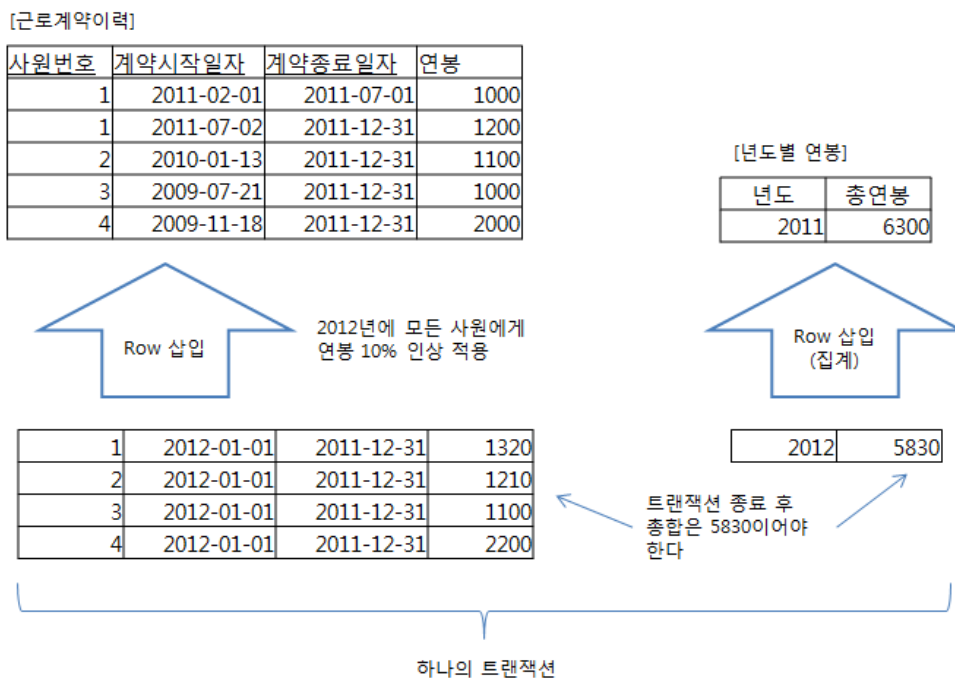 [근로계약이력]
사원번호 계약시작일자 계약종료일자 연봉
1 2011-02-01 2011-07-01 1000
1 2011-07-02 2011-12-31 1200
2 2010-01-13 2011-12-31 1100
3 2009-07-21 2011-12-31 1000
4 2009-11-18 2011-12-31 2000
[년도별 연봉]
년도 총연봉
2011 6300
Row 삽입
2012년에 모든 사원에게
연봉 10% 인상 적용
Row 삽입
(집계)
1 2012-01-01 2011-12-31 1320
2 2012-01-01 2011-12-31 1210
3 2012-01-01 2011-12-31 1100
4 2012-01-01 2011-12-31 2200
2012 5830
트랜잭션 종료 후
총합은 5830이어야
한다
하나의 트랜잭션